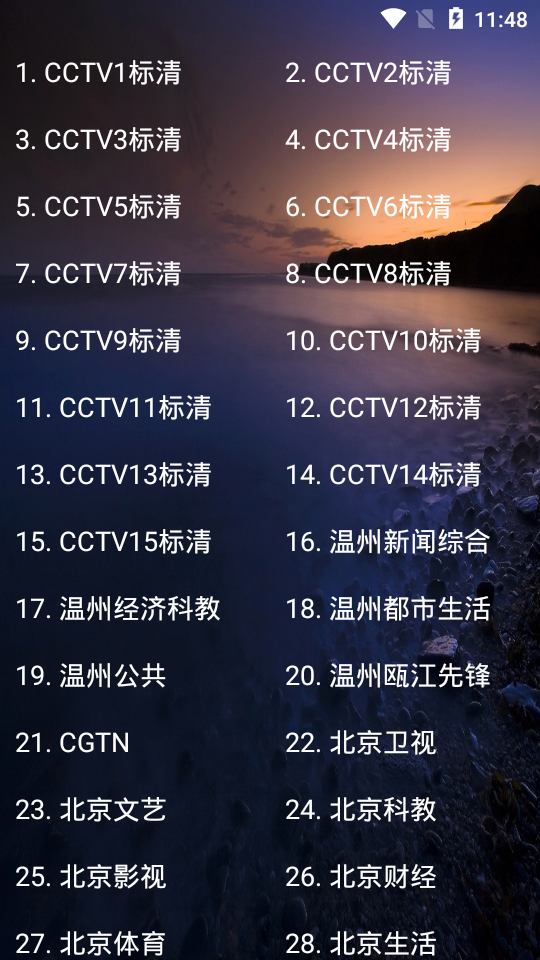 11:48
1. CCTV1标清
2. CCTV2标清
3. CCTV3标清
4. CCTV4标清
5. CCTV5标清
6. CCTV6标清
7. CCTV7标清
8. CCTV8标清
9. CCTV9标清
10. CCTV10标清
11. CCTV11标清
12. CCTV12标清
13. CCTV13标清
14. CCTV14标清
15. CCTV15标清
16. 温州新闻综合
17. 温州经济科教
18. 温州都市生活
19. 温州公共
20. 温州瓯江先锋
21. CGTN
22. 北京卫视
23. 北京文艺
24. 北京科教
25. 北京影视
26. 北京财经
27. 北京体育
28. 北京生活